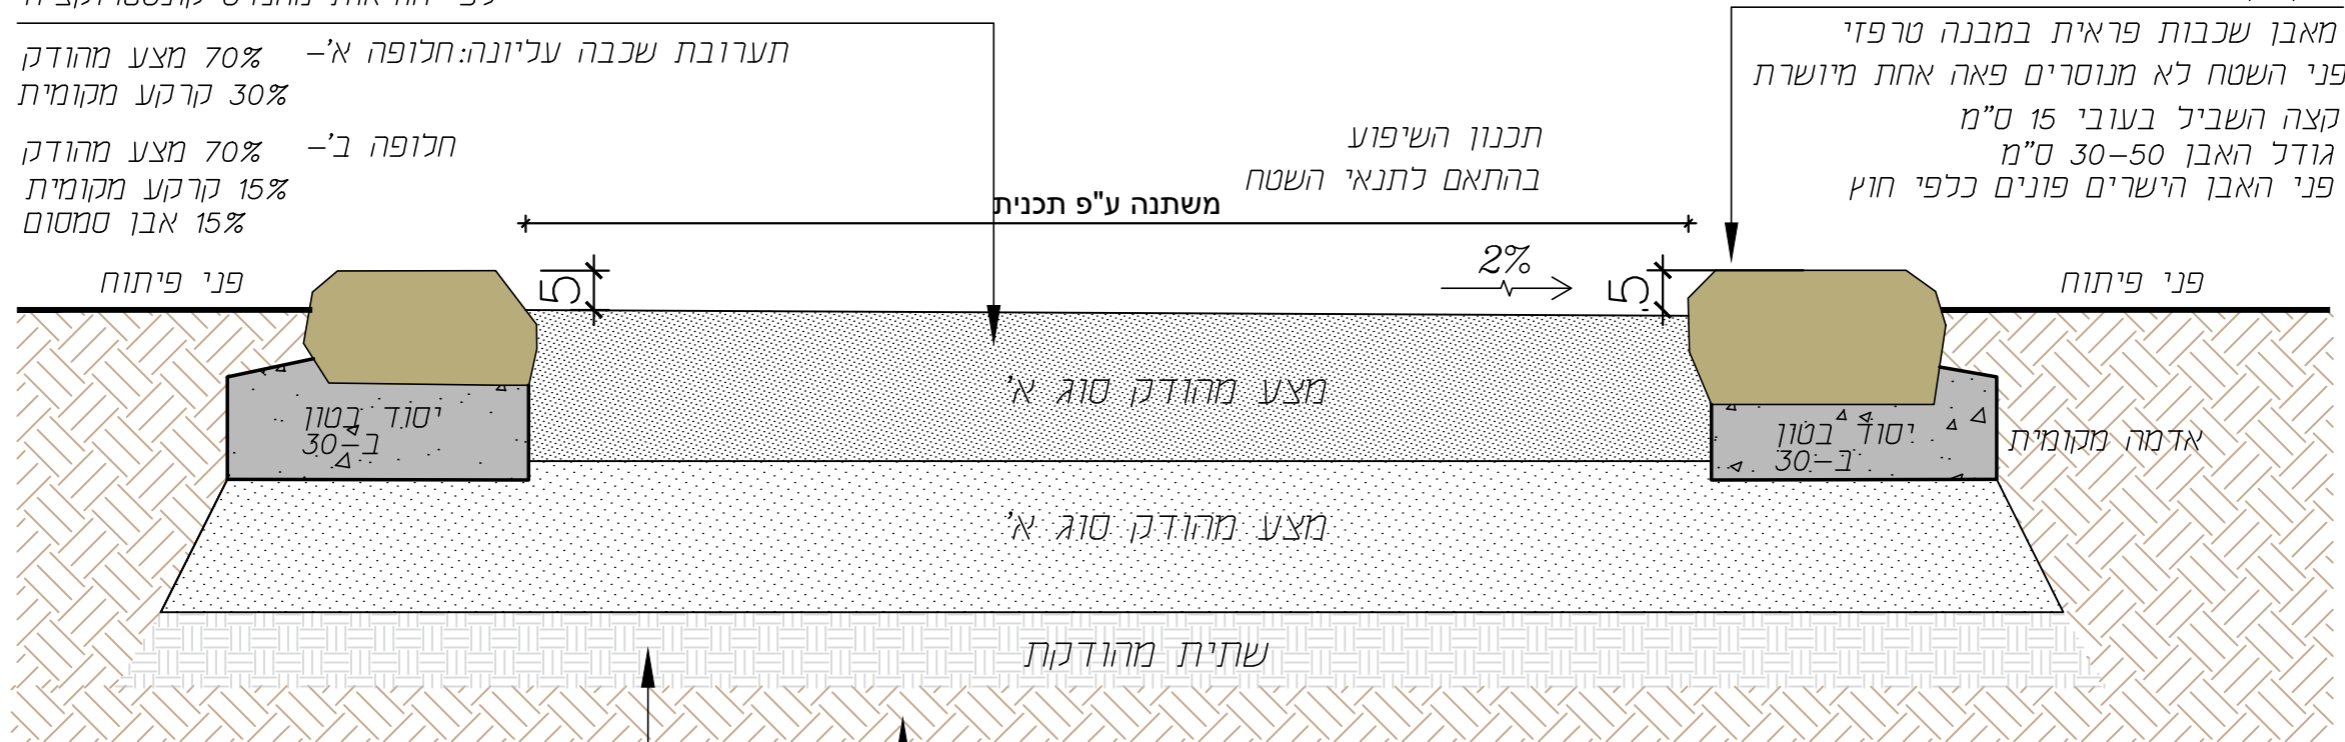 מאבן שכבות פראית במבנה טרפזי
פני השטח לא מנוסרים פאה אחת מיושרת
קצה השביל בעובי 15 ס"מ
גודל האבן 30-50 ס"מ
פני האבן הישרים פונים כלפי חוץ
תערובת שכבה עליונה: חלופה א'- 70% מצע מהודק
30% קרקע מקומית
חלופה ב'- 70% מצע מהודק
15% קרקע מקומית
15% אבן סמסום
תכנון השיפוע
בהתאם לתנאי השטח
משתנה ע"פ תכנית
2%
5
5
פני פיתוח
פני פיתוח
מצע מהודק סוג א'
יסוד בטון
ב-30
יסוד בטון
ב-30
אדמה מקומית
מצע מהודק סוג א'
שתית מהודקת